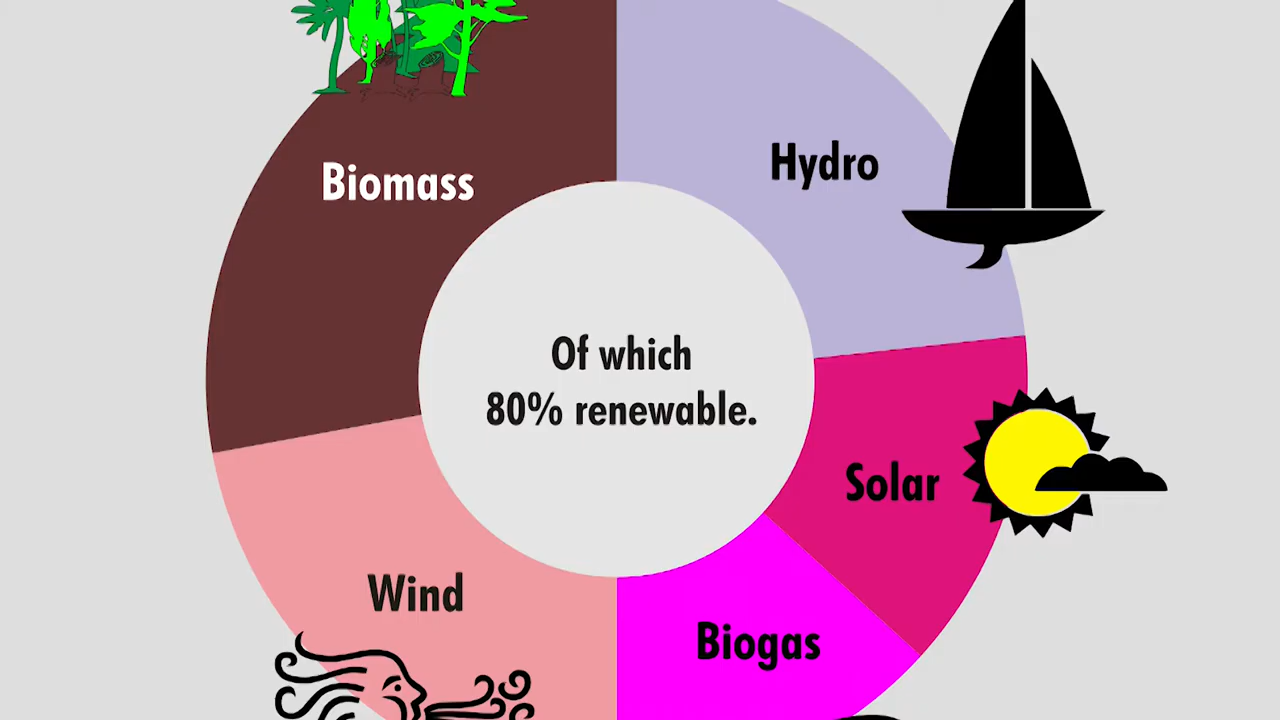 Biomass
Hydro
Of which
80% renewable.
Solar
Wind
Biogas